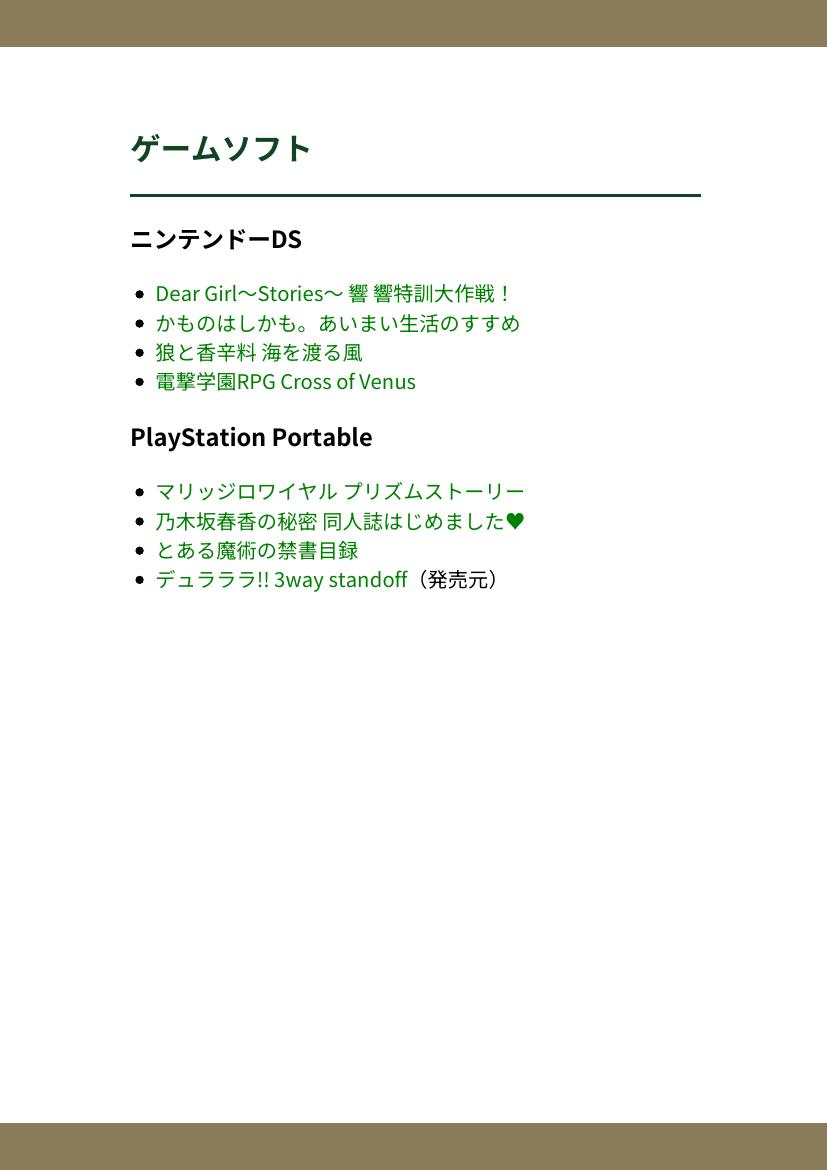 ゲームソフト
ニンテンドーDS
Dear Girl〜Stories〜 響 響特訓大作戦！
かものはしかも。あいまい生活のすすめ
狼と香辛料 海を渡る風
電撃学園RPG Cross of Venus
PlayStation Portable
マリッジロワイヤル プリズムストーリー
乃木坂春香の秘密 同人誌はじめました♥
とある魔術の禁書目録
デュラララ!! 3way standoff（発売元）